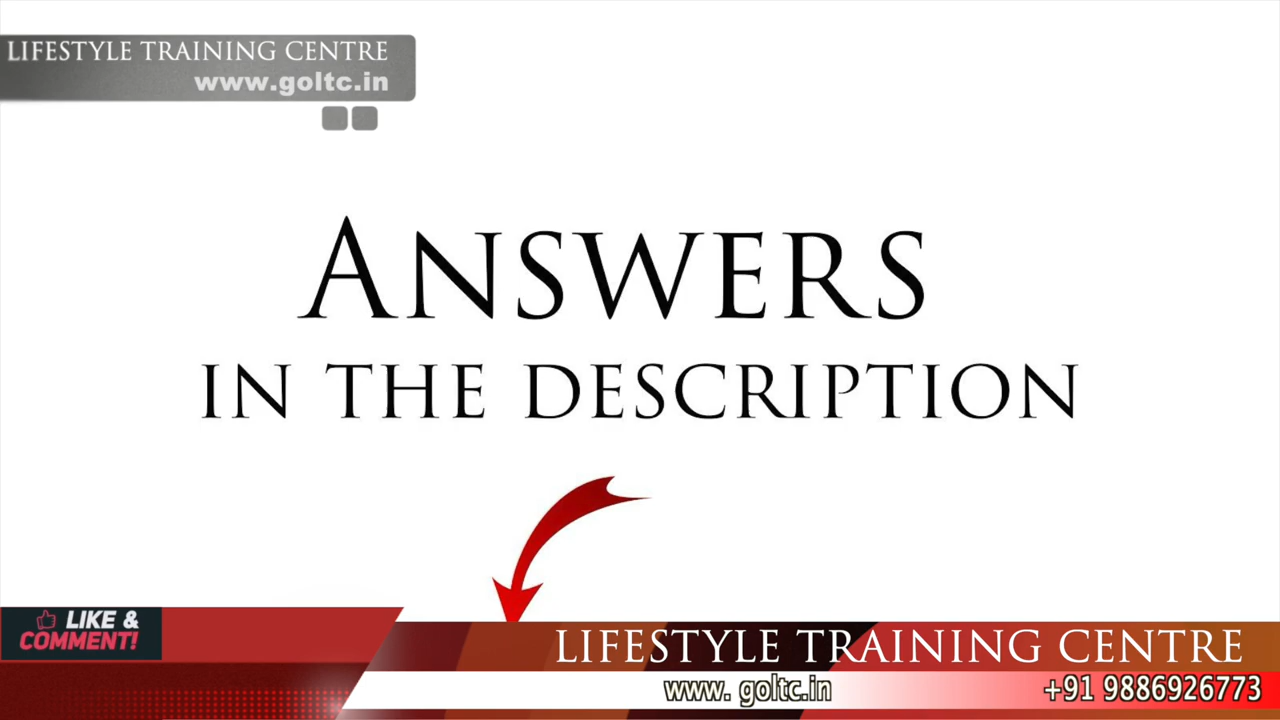 LIFESTYLE TRAINING CENTRE
www.goltc.in
ANSWERS
IN THE DESCRIPTION
LIKE &
COMMENT!
LIFESTYLE TRAINING CENTRE
www. goltc.in
+91 9886926773